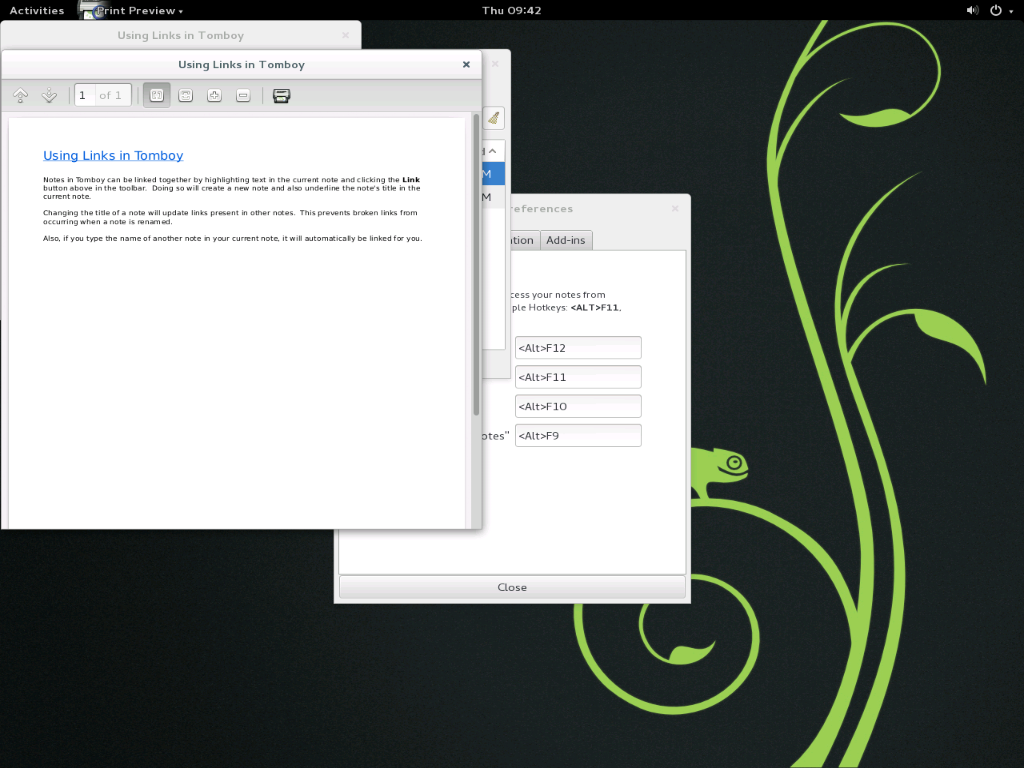 Activities Print Preview Thu 09:42
Using Links in Tomboy
Using Links in Tomboy
1 of 1
Using Links in Tomboy
Notes in Tomboy can be linked together by highlighting text in the current note and clicking the Link
button above in the toolbar. Doing so will create a new note and also underline the note's title in the
current note.
Changing the title of a note will update links present in other notes. This prevents broken links from
occurring when a note is renamed.
Also, if you type the name of another note in your current note, it will automatically be linked for you.
M
M
references
ation Add-ins
cess your notes from
ple Hotkeys: <ALT>F11.
<Alt>F12
<Alt>F11
<Alt>F10
otes" <Alt>F9
Close